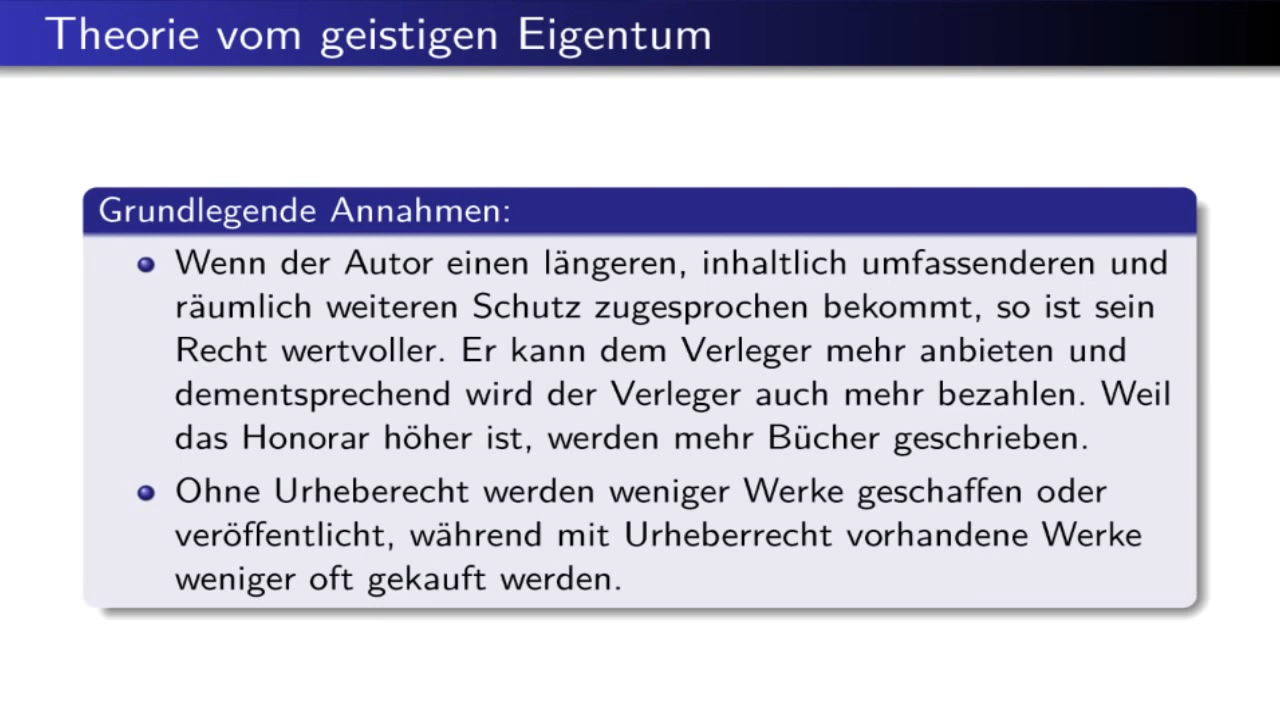 Theorie vom geistigen Eigentum
Grundlegende Annahmen:
Wenn der Autor einen längeren, inhaltlich umfassenderen und
räumlich weiteren Schutz zugesprochen bekommt, so ist sein
Recht wertvoller. Er kann dem Verleger mehr anbieten und
dementsprechend wird der Verleger auch mehr bezahlen. Weil
das Honorar höher ist, werden mehr Bücher geschrieben.
Ohne Urheberecht werden weniger Werke geschaffen oder
veröffentlicht, während mit Urheberrecht vorhandene Werke
weniger oft gekauft werden.